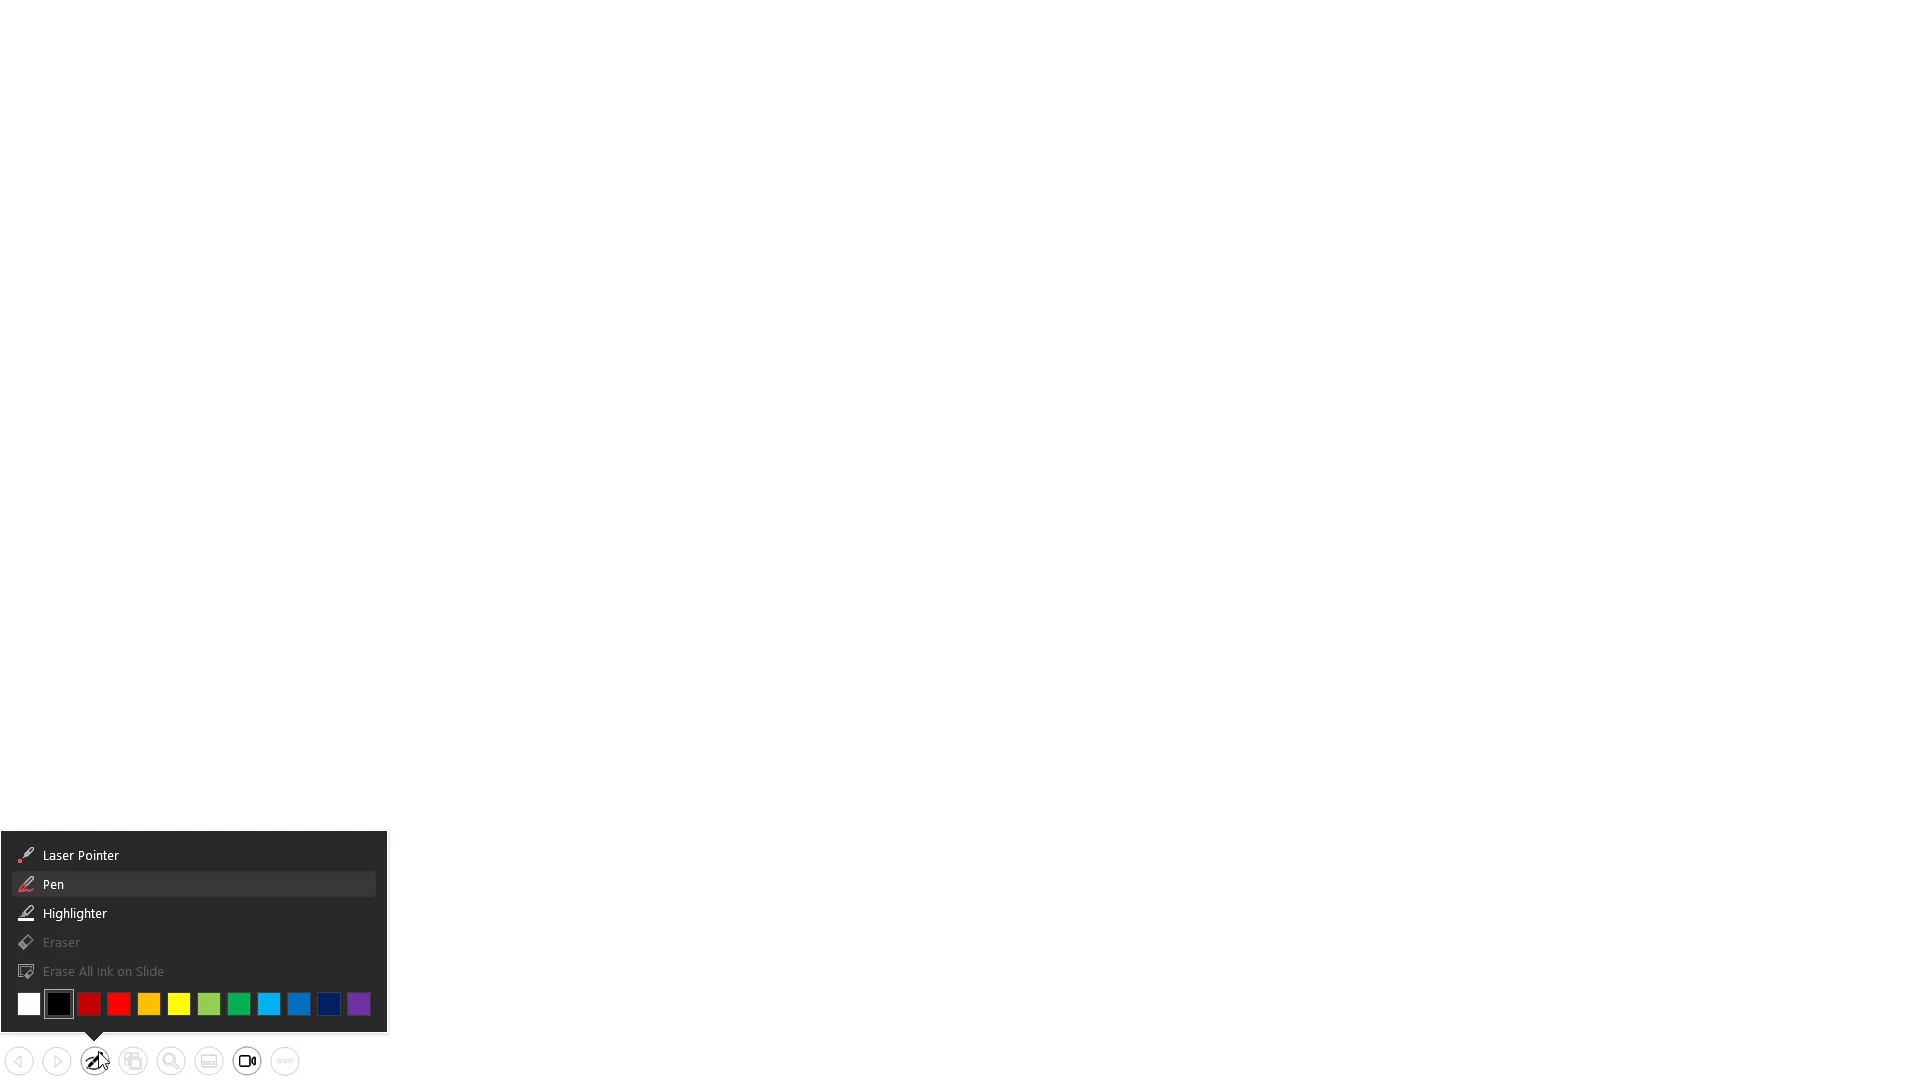 Laser Pointer
Pen
Highlighter
Eraser
Erase All Ink on Slide